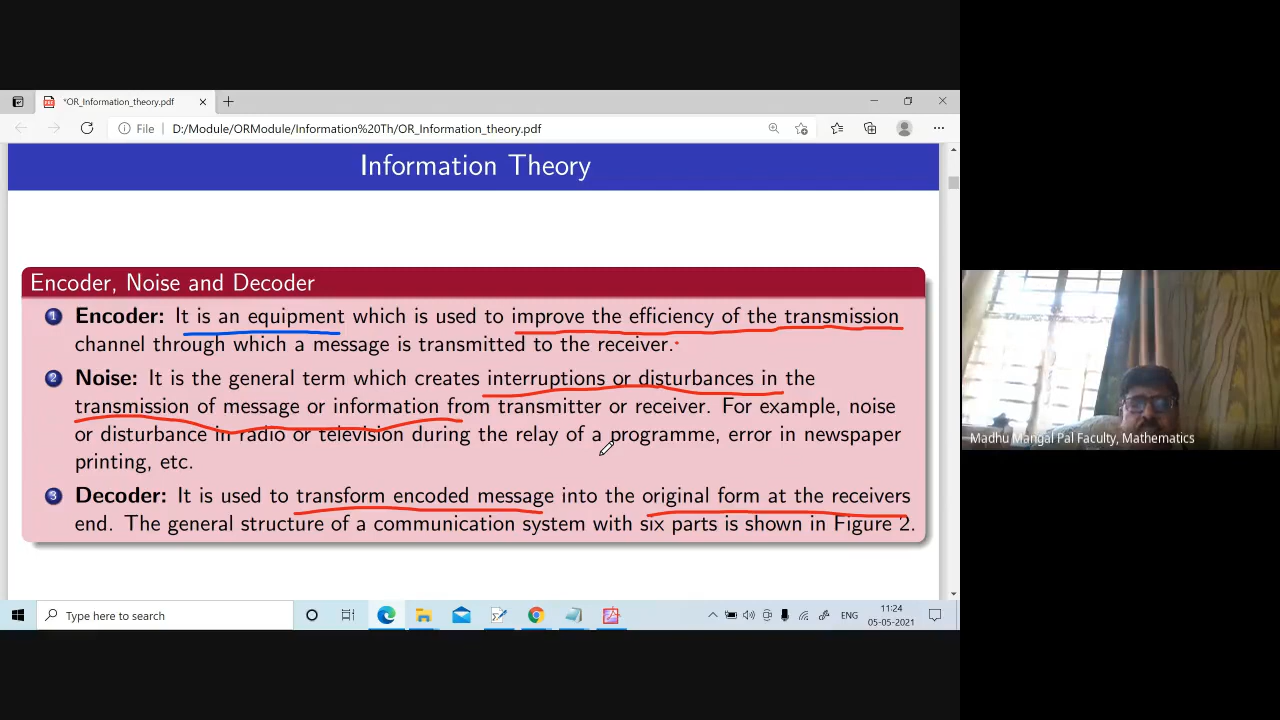 *OR_Information_theory.pdf
File | D:/Module/ORModule/Information%20Th/OR_Information_theory.pdf
Information Theory
Encoder, Noise and Decoder
1 Encoder: It is an equipment which is used to improve the efficiency of the transmission
channel through which a message is transmitted to the receiver.
2 Noise: It is the general term which creates interruptions or disturbances in the
transmission of message or information from transmitter or receiver. For example, noise
or disturbance in radio or television during the relay of a programme, error in newspaper
printing, etc.
3 Decoder: It is used to transform encoded message into the original form at the receivers
end. The general structure of a communication system with six parts is shown in Figure 2.
Madhu Mangal Pal Faculty, Mathematics
Type here to search
ENG
11:24
05-05-2021